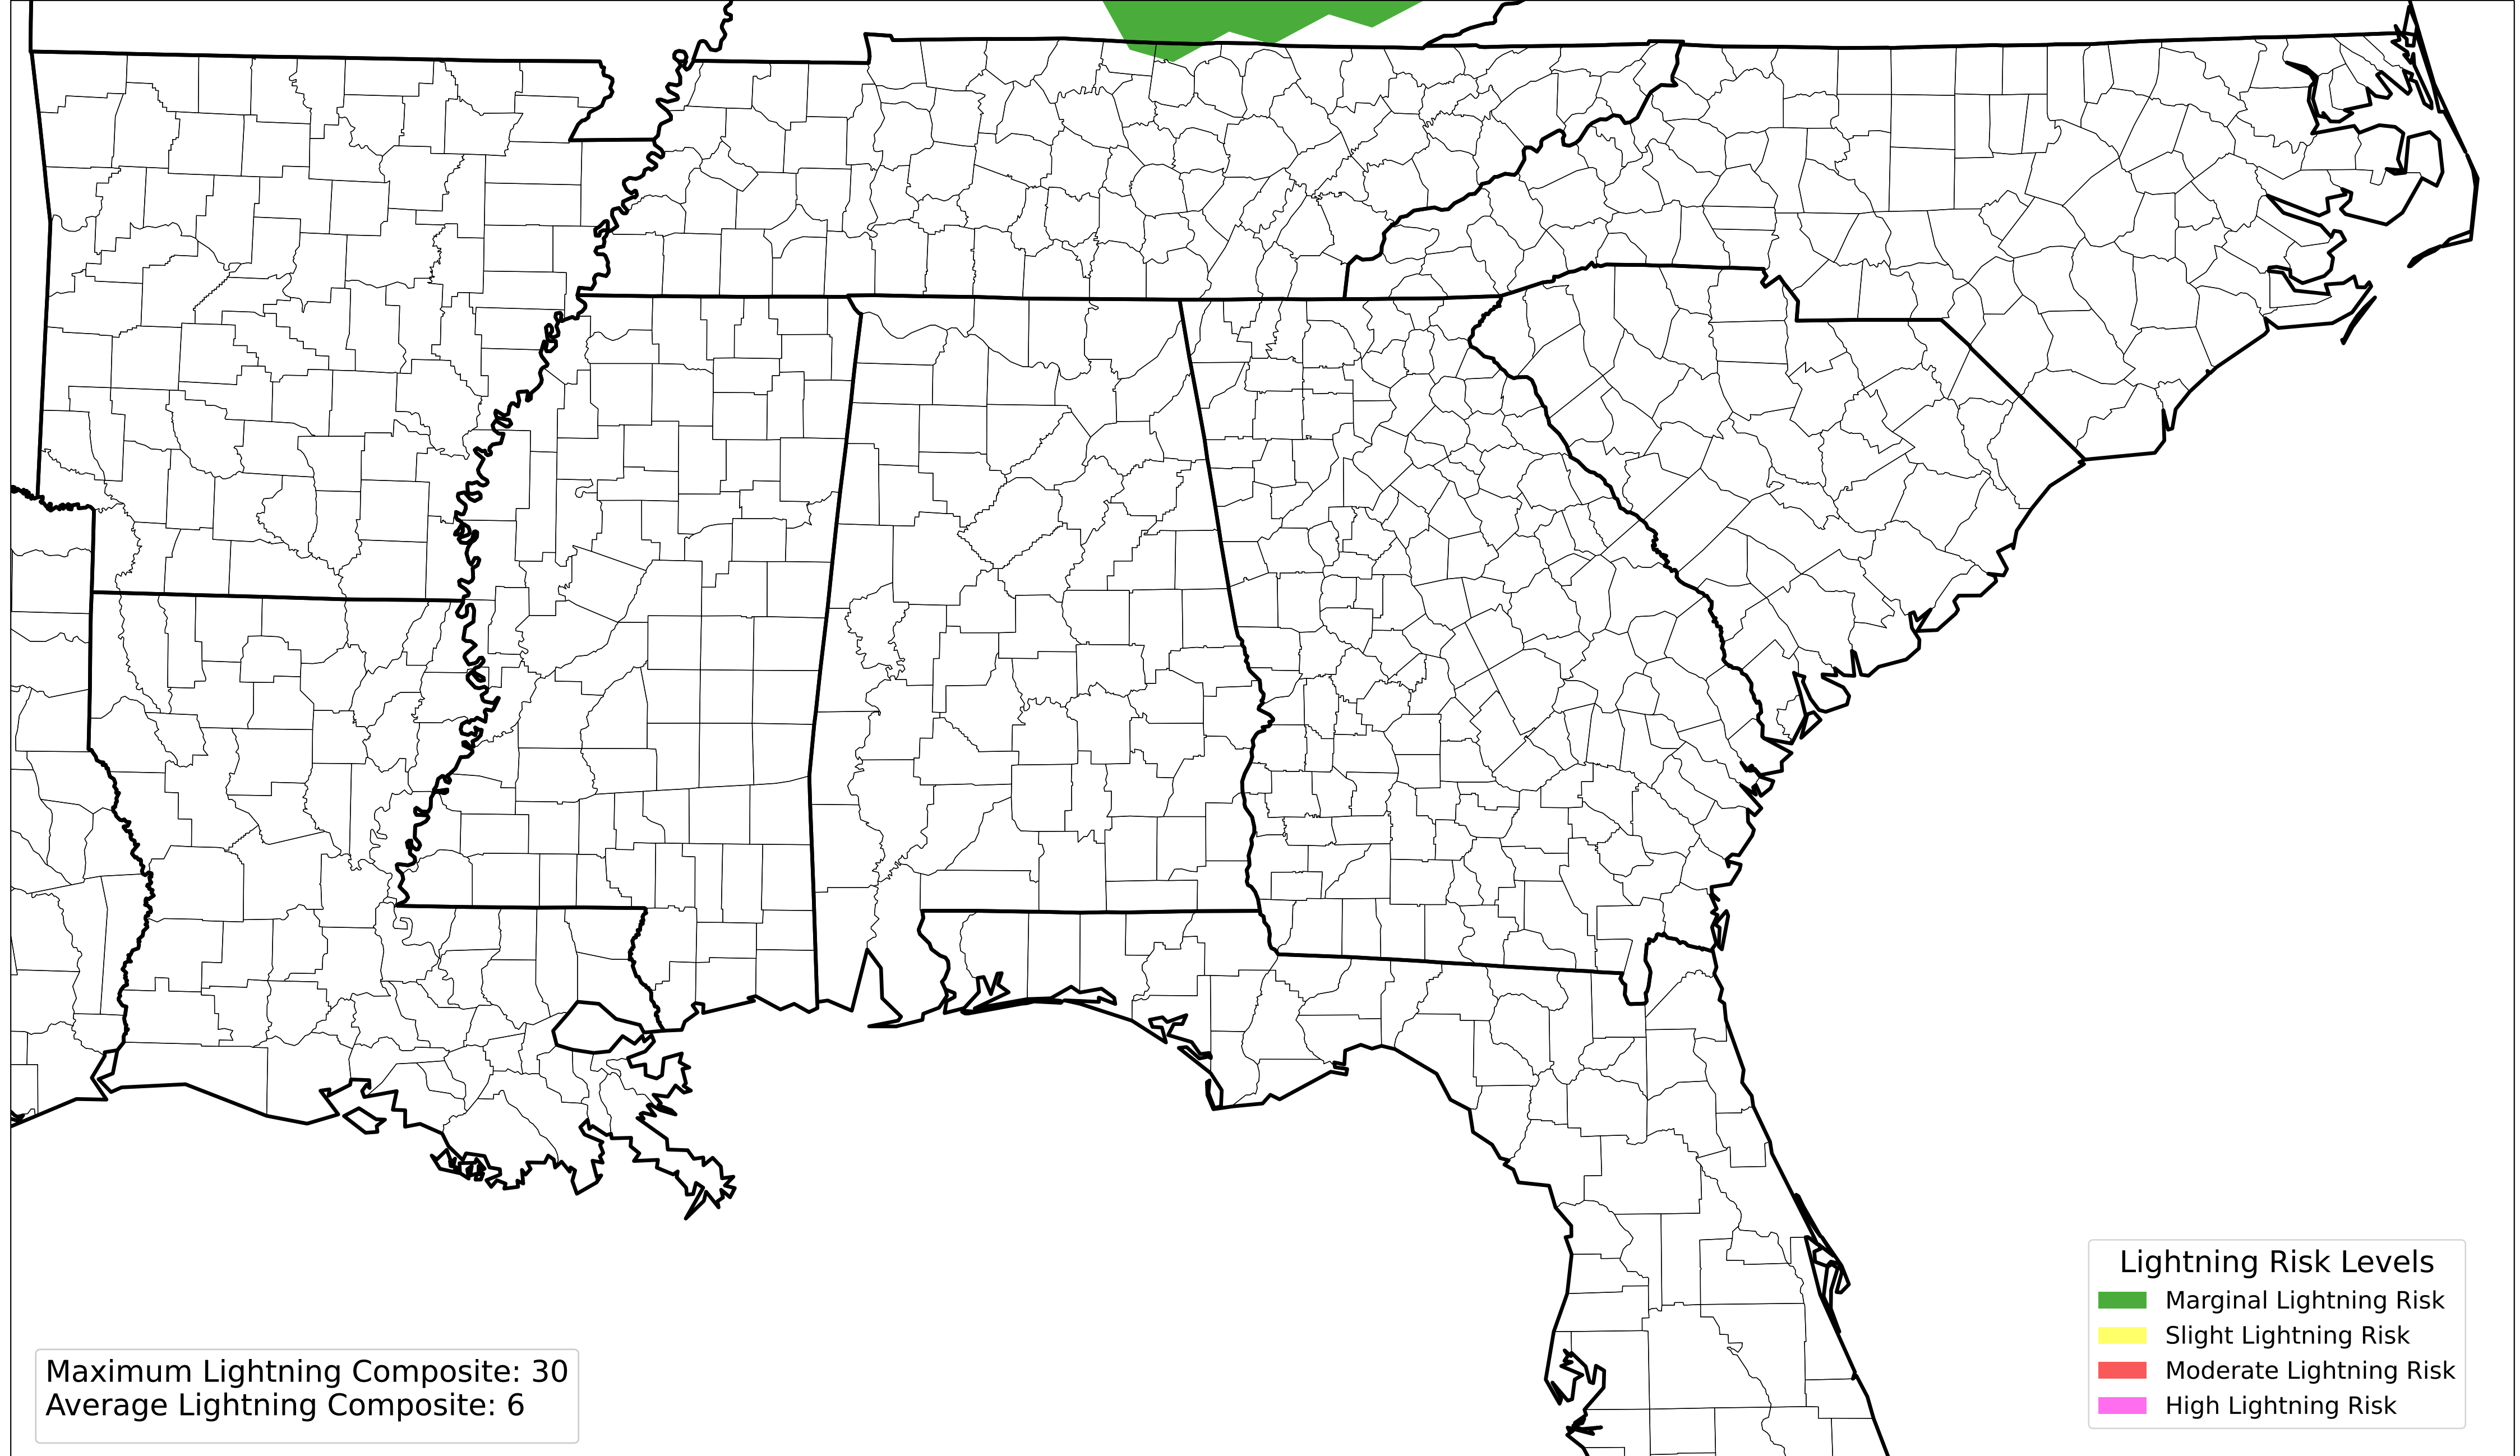 Lightning Risk Levels
Marginal Lightning Risk
Slight Lightning Risk
Moderate Lightning Risk
High Lightning Risk
Maximum Lightning Composite: 30
Average Lightning Composite: 6